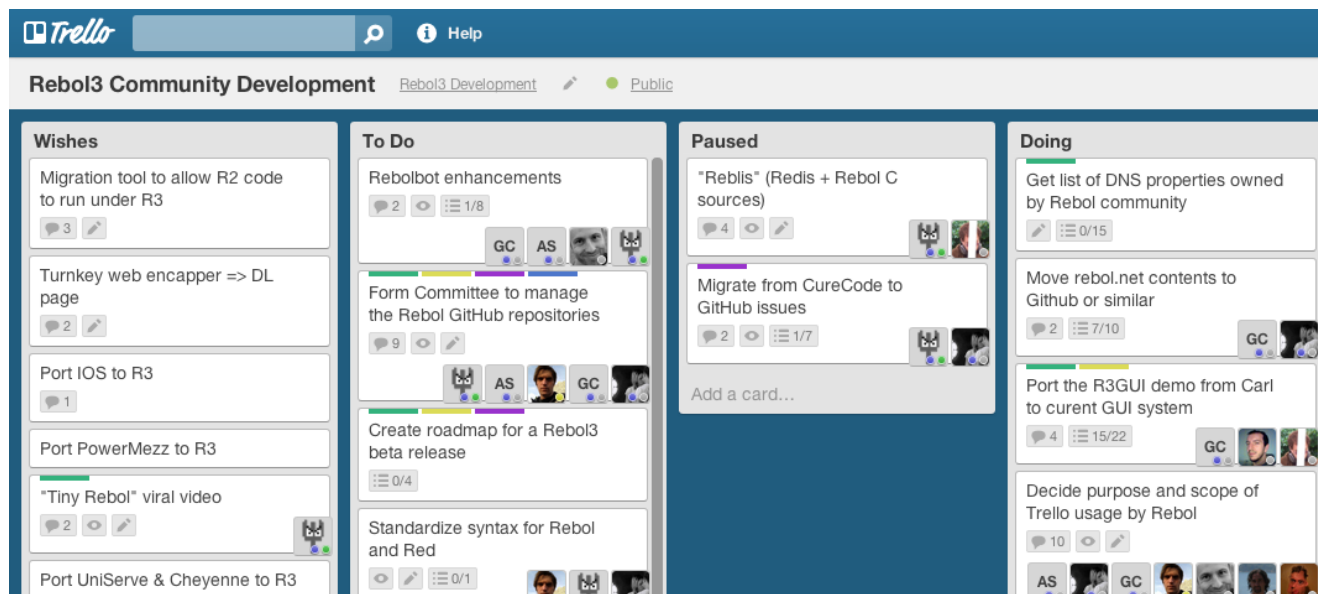 Trello
Help
Rebol3 Community Development
Rebol3 Development
Public
Wishes
Migration tool to allow R2 code
to run under R3
3
Turnkey web encapper => DL
page
2
Port IOS to R3
1
Port PowerMezz to R3
"Tiny Rebol" viral video
2
Port UniServe & Cheyenne to R3
To Do
Rebolbot enhancements
2
1/8
GC
AS
Form Committee to manage
the Rebol GitHub repositories
9
AS
GC
Create roadmap for a Rebol3
beta release
0/4
Standardize syntax for Rebol
and Red
0/1
Paused
"Reblis" (Redis + Rebol C
sources)
4
Migrate from CureCode to
GitHub issues
2
1/7
Add a card...
Doing
Get list of DNS properties owned
by Rebol community
0/15
Move rebol.net contents to
Github or similar
2
7/10
GC
Port the R3GUI demo from Carl
to curent GUI system
4
15/22
GC
Decide purpose and scope of
Trello usage by Rebol
10
AS
GC